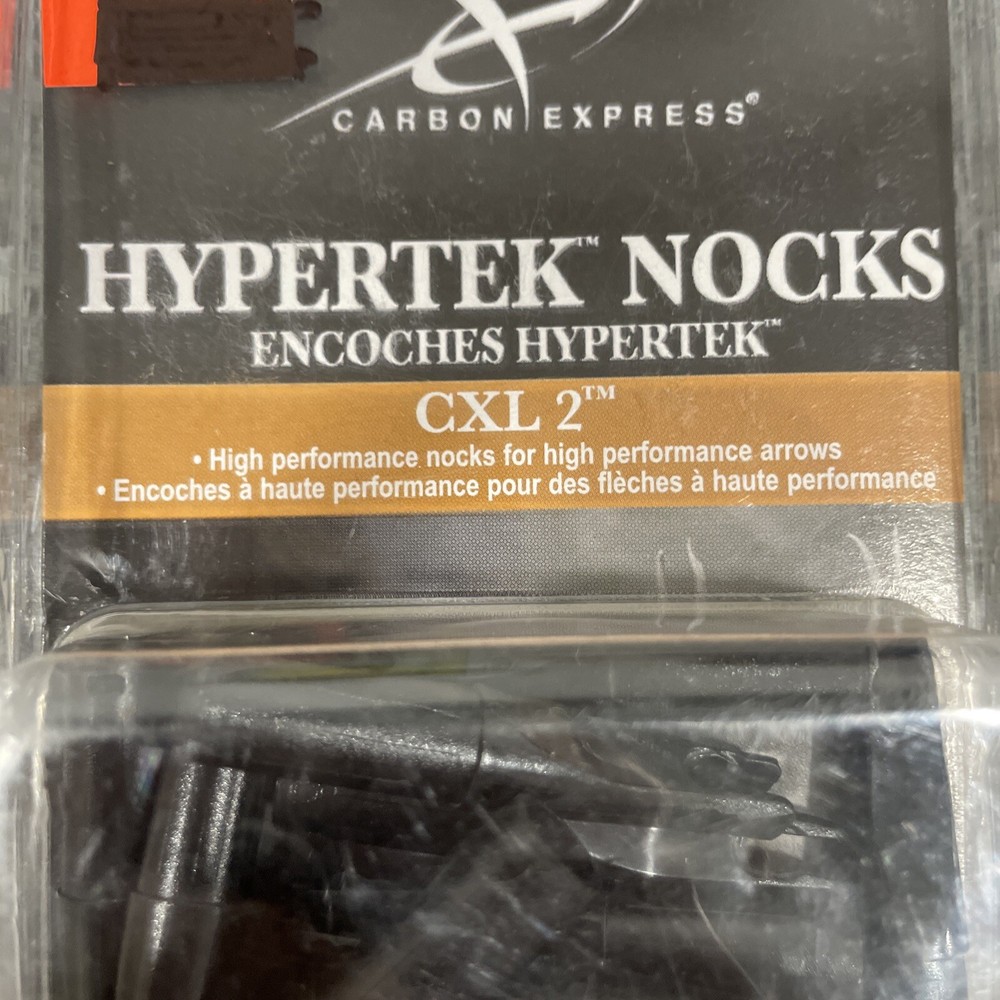 CARBON EXPRESS®
HYPERTEK™ NOCKS
ENCOCHES HYPERTEK™
CXL 2™
• High performance nocks for high performance arrows
• Encoches à haute performance pour des flèches à haute performance